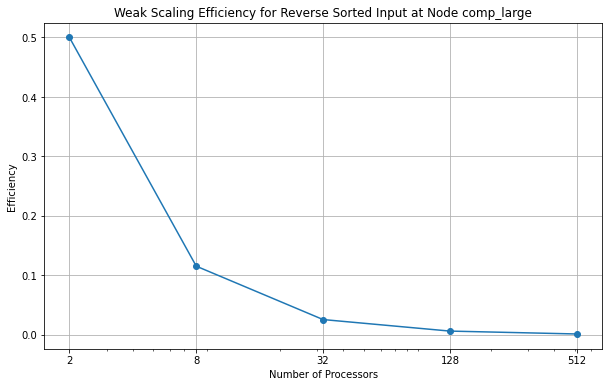 Weak Scaling Efficiency for Reverse Sorted Input at Node comp_large
Efficiency
0.5
0.4
0.3
0.2
0.1
0.0
2 8 32 128 512
Number of Processors